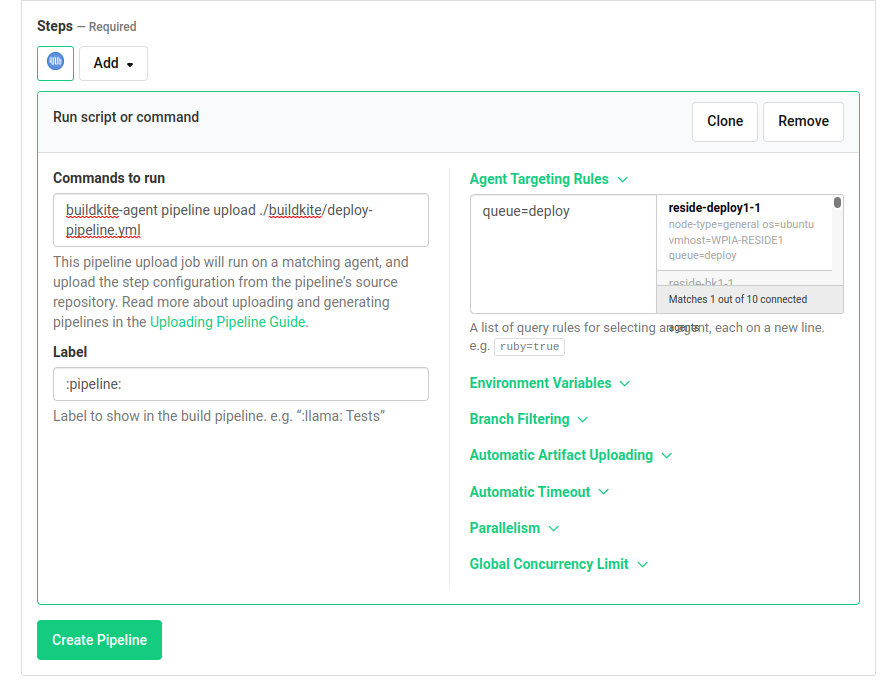 Steps — Required
Add
Run script or command
Clone
Remove
Commands to run
buildkite-agent pipeline upload ./buildkite/deploy-
pipeline.yml
This pipeline upload job will run on a matching agent, and
upload the step configuration from the pipeline's source
repository. Read more about uploading and generating
pipelines in the Uploading Pipeline Guide.
Label
:pipeline:
Label to show in the build pipeline. e.g. “:llama: Tests”
Agent Targeting Rules
queue=deploy
reside-deploy1-1
node-type=general os=ubuntu
vmhost=WPIA-RESIDE1
queue=deploy
reside-bk1-1
Matches 1 out of 10 connected
agents
A list of query rules for selecting an agent, each on a new line.
e.g. ruby=true
Environment Variables
Branch Filtering
Automatic Artifact Uploading
Automatic Timeout
Parallelism
Global Concurrency Limit
Create Pipeline